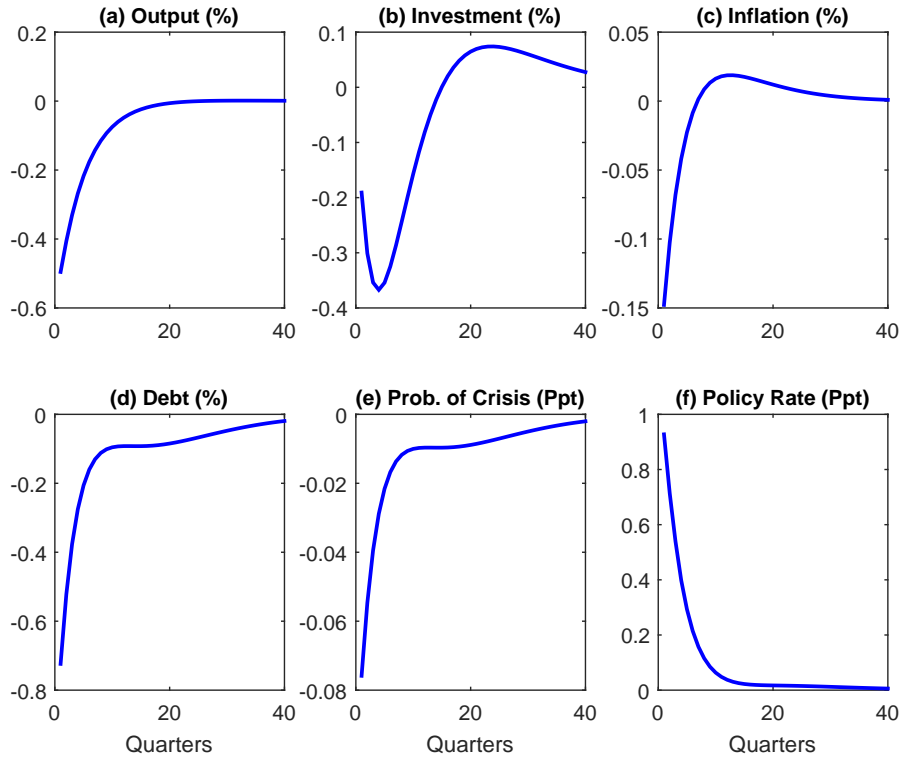 (a) Output (%)
0.2
0
-0.2
-0.4
-0.6
0 20 40
(b) Investment (%)
0.1
0
-0.1
-0.2
-0.3
-0.4
0 20 40
(c) Inflation (%)
0.05
0
-0.05
-0.1
-0.15
0 20 40
(d) Debt (%)
0
-0.2
-0.4
-0.6
-0.8
0 20 40
Quarters
(e) Prob. of Crisis (Ppt)
0
-0.02
-0.04
-0.06
-0.08
0 20 40
Quarters
(f) Policy Rate (Ppt)
1
0.8
0.6
0.4
0.2
0
0 20 40
Quarters